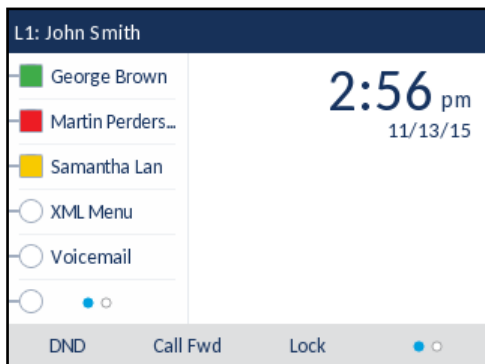 L1: John Smith
George Brown
Martin Perders...
Samantha Lan
XML Menu
Voicemail
2:56 pm
11/13/15
DND Call Fwd Lock